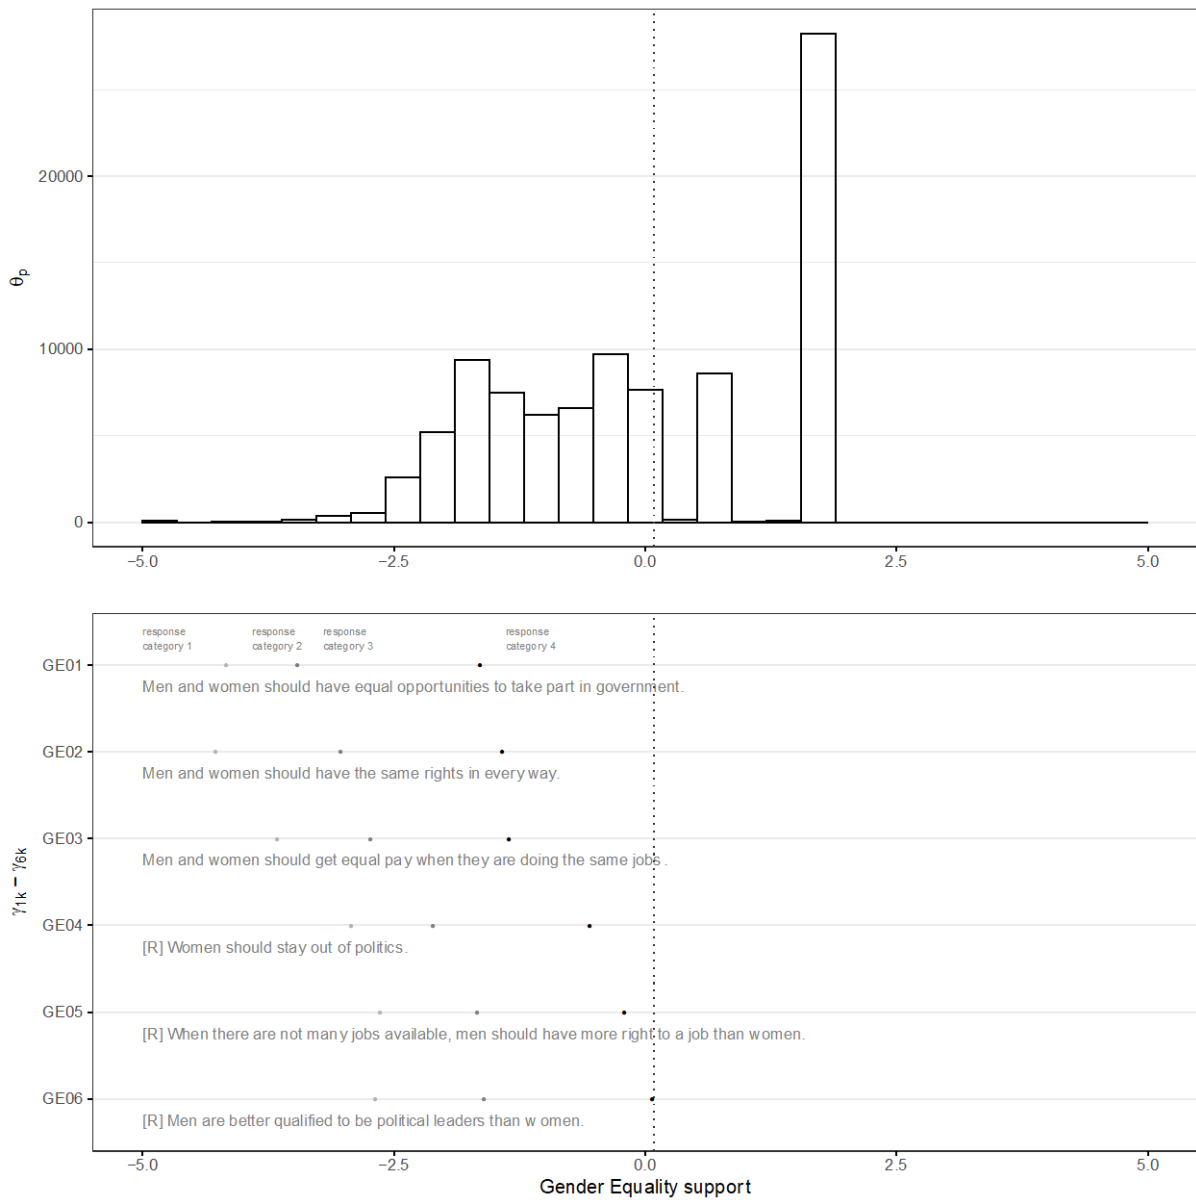 20000
10000
0
θp
−5.0 −2.5 0.0 2.5 5.0
response response response response
category 1 category 2 category 3 category 4
GE01
Men and women should have equal opportunities to take part in government.
GE02
Men and women should have the same rights in every way.
GE03
Men and women should get equal pay when they are doing the same jobs.
γ1k − γ6k
GE04
[R] Women should stay out of politics.
GE05
[R] When there are not many jobs available, men should have more right to a job than women.
GE06
[R] Men are better qualified to be political leaders than women.
−5.0 −2.5 0.0 2.5 5.0
Gender Equality support